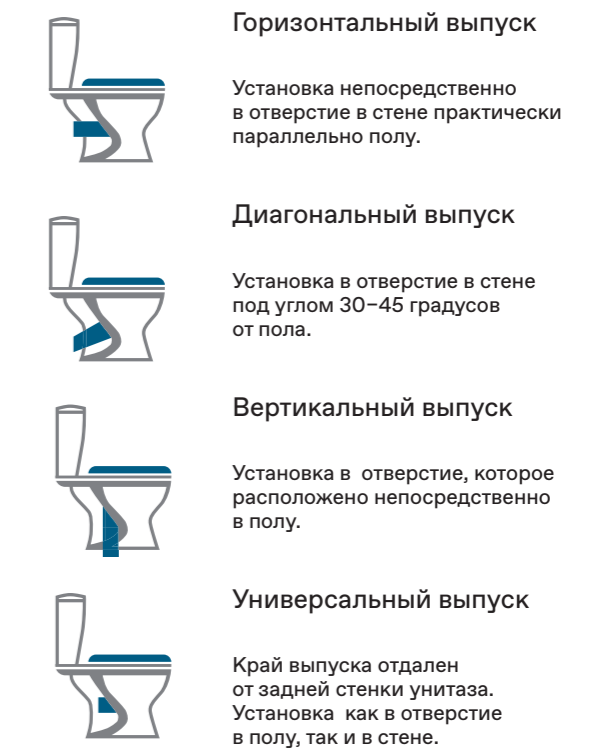 Горизонтальный выпуск
Установка непосредственно
в отверстие в стене практически
параллельно полу.
Диагональный выпуск
Установка в отверстие в стене
под углом 30–45 градусов
от пола.
Вертикальный выпуск
Установка в отверстие, которое
расположено непосредственно
в полу.
Универсальный выпуск
Край выпуска отдален
от задней стенки унитаза.
Установка как в отверстие
в полу, так и в стене.